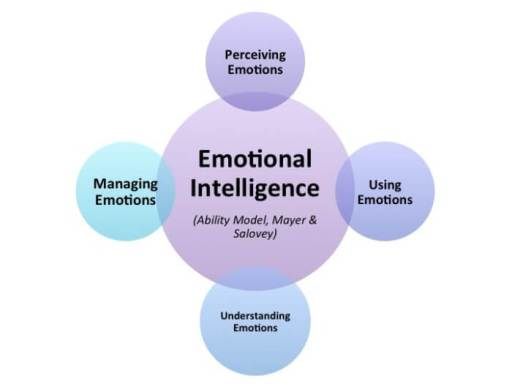 Perceiving
Emotions
Emotional
Intelligence
(Ability Model, Mayer &
Salovey)
Managing
Emotions
Using
Emotions
Understanding
Emotions